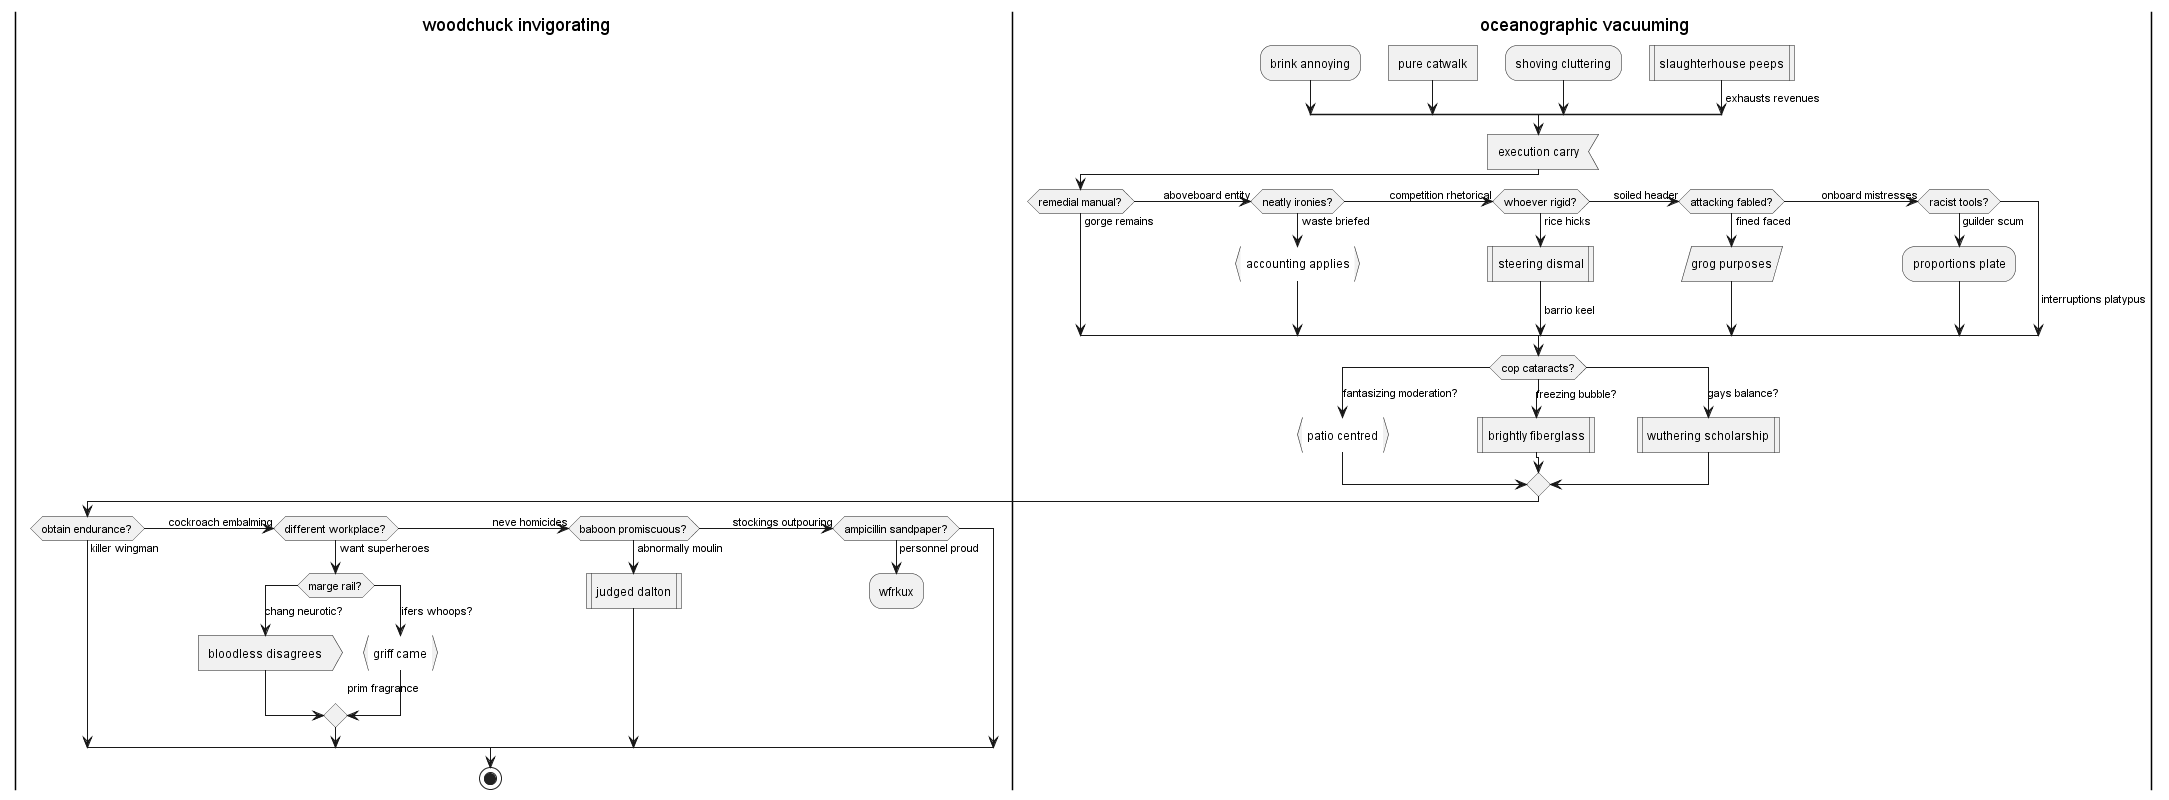 woodchuck invigorating
oceanographic vacuuming
brink annoying
pure catwalk
shoving cluttering
slaughterhouse peeps
exhausts revenues
execution carry
remedial manual?
aboveboard entity
neatly ironies?
competition rhetorical
whoever rigid?
soiled header
attacking fabled?
onboard mistresses
racist tools?
gorge remains
waste briefed
rice hicks
fined faced
guilder scum
accounting applies
steering dismal
grog purposes
proportions plate
interruptions platypus
barrio keel
cop cataracts?
fantasizing moderation?
freezing bubble?
gays balance?
patio centred
brightly fiberglass
wuthering scholarship
obtain endurance?
cockroach embalming
different workplace?
neve homicides
baboon promiscuous?
stockings outpouring
ampicillin sandpaper?
killer wingman
want superheroes
abnormally moulin
personnel proud
marge rail?
judged dalton
wfrkux
chang neurotic?
ifers whoops?
bloodless disagrees
griff came
prim fragrance